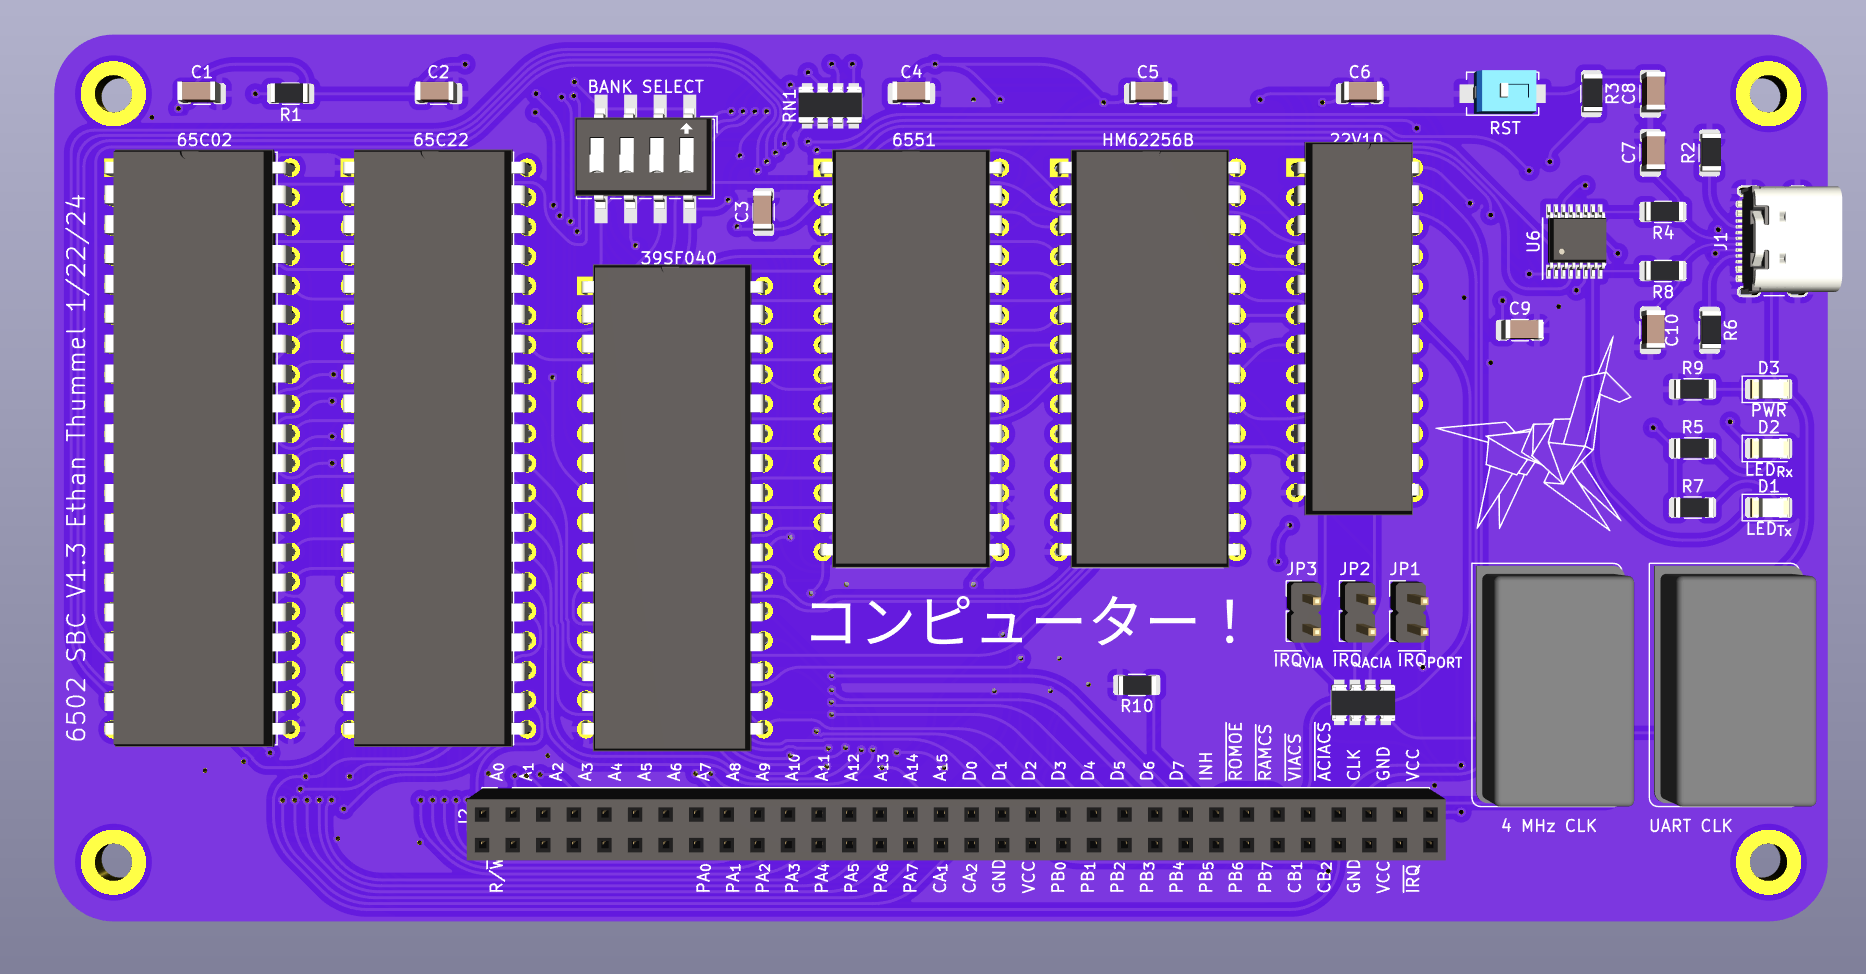 C1
R1
C2
BANK SELECT
RN1
C4
C5
C6
RST
R3
C8
65C02
65C22
6551
HM62256B
22V10
C7
R2
C3
U6
R4
J1
39SF040
R8
C9
C10
R6
R9
D3
PWR
R5
D2
LEDRx
R7
D1
LEDTx
6502 SBC V1.3 Ethan Thummel 1/22/24
コンピューター！
JP3
JP2
JP1
IRQVIA
IRQACIA
IRQPORT
R10
A0
A1
A2
A3
A4
A5
A6
A7
A8
A9
A10
A11
A12
A13
A14
A15
D0
D1
D2
D3
D4
D5
D6
D7
INH
ROMOE
RAMCS
VIACS
ACIACS
CLK
GND
VCC
4 MHz CLK
UART CLK
R/W
PA0
PA1
PA2
PA3
PA4
PA5
PA6
PA7
CA1
CA2
GND
VCC
PB0
PB1
PB2
PB3
PB4
PB5
PB6
PB7
CB1
CB2
GND
VCC
IRQ